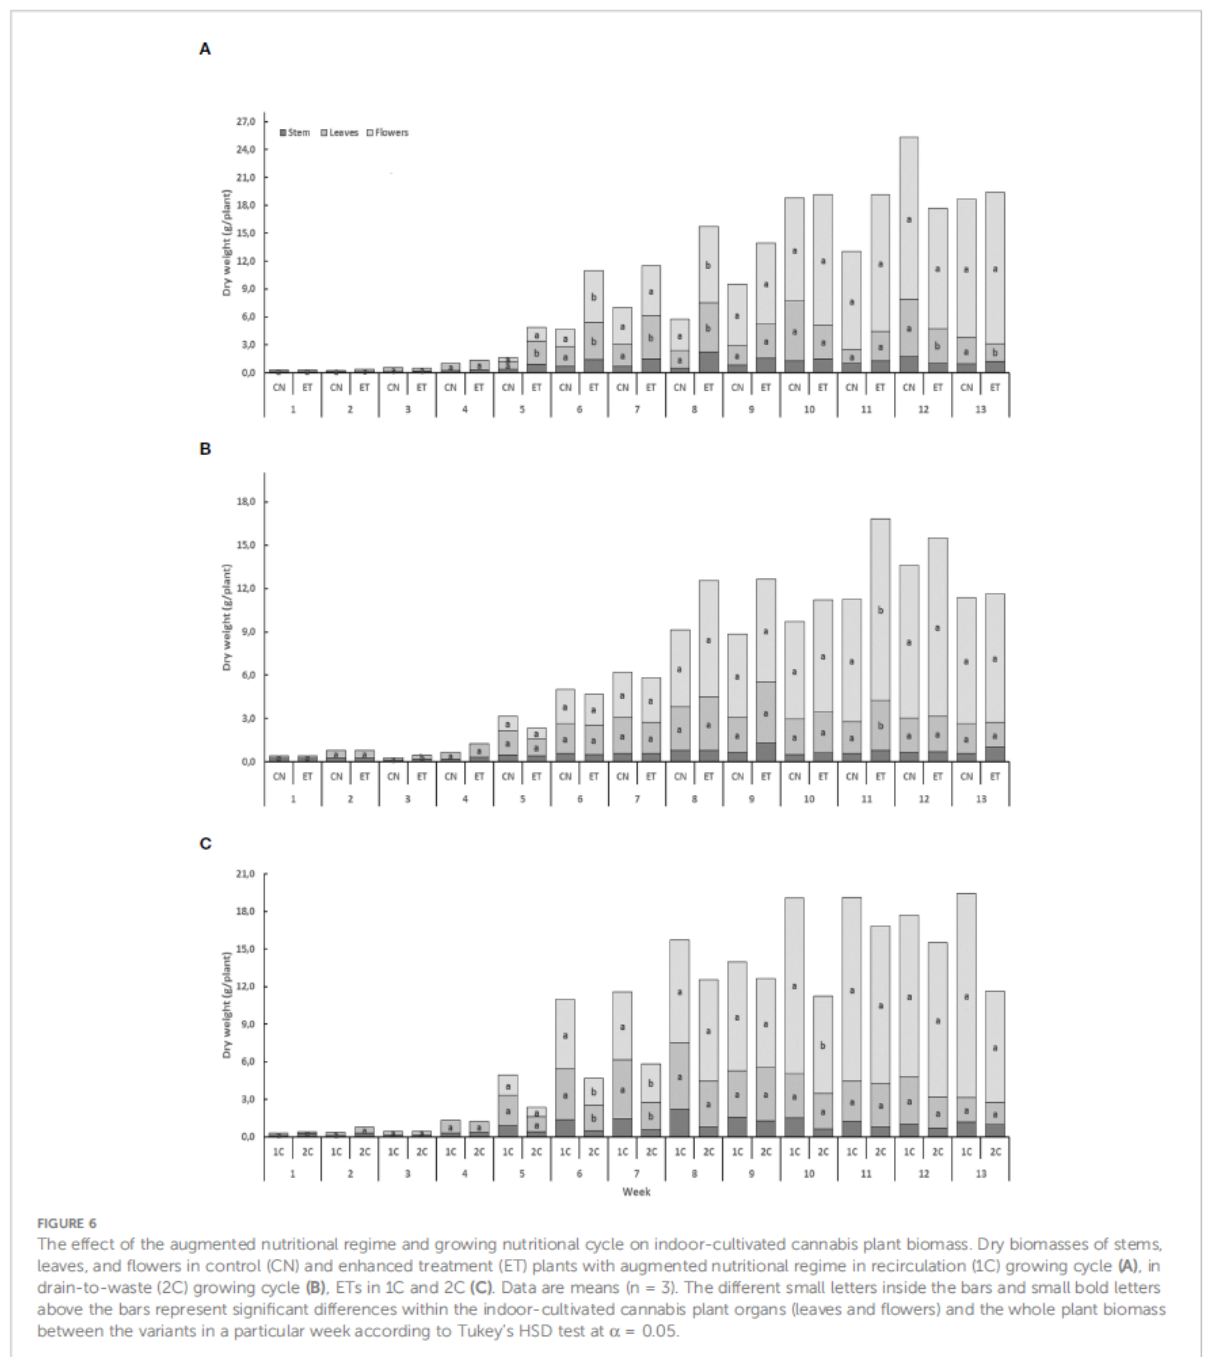 A
27,0
24,0
21,0
18,0
15,0
12,0
9,0
6,0
3,0
0,0
Dry weight (g/plant)
Stem Leaves Flowers
CN ET CN ET CN ET CN ET CN ET CN ET CN ET CN ET CN ET CN ET CN ET CN ET CN ET
1 2 3 4 5 6 7 8 9 10 11 12 13
B
18,0
15,0
12,0
9,0
6,0
3,0
0,0
Dry weight (g/plant)
CN ET CN ET CN ET CN ET CN ET CN ET CN ET CN ET CN ET CN ET CN ET CN ET CN ET
1 2 3 4 5 6 7 8 9 10 11 12 13
C
21,0
18,0
15,0
12,0
9,0
6,0
3,0
0,0
Dry weight (g/plant)
1C 2C 1C 2C 1C 2C 1C 2C 1C 2C 1C 2C 1C 2C 1C 2C 1C 2C 1C 2C 1C 2C 1C 2C 1C 2C
1 2 3 4 5 6 7 8 9 10 11 12 13
Week
FIGURE 6
The effect of the augmented nutritional regime and growing nutritional cycle on indoor-cultivated cannabis plant biomass. Dry biomasses of stems,
leaves, and flowers in control (CN) and enhanced treatment (ET) plants with augmented nutritional regime in recirculation (1C) growing cycle (A), in
drain-to-waste (2C) growing cycle (B), ETs in 1C and 2C (C). Data are means (n = 3). The different small letters inside the bars and small bold letters
above the bars represent significant differences within the indoor-cultivated cannabis plant organs (leaves and flowers) and the whole plant biomass
between the variants in a particular week according to Tukey's HSD test at α = 0.05.